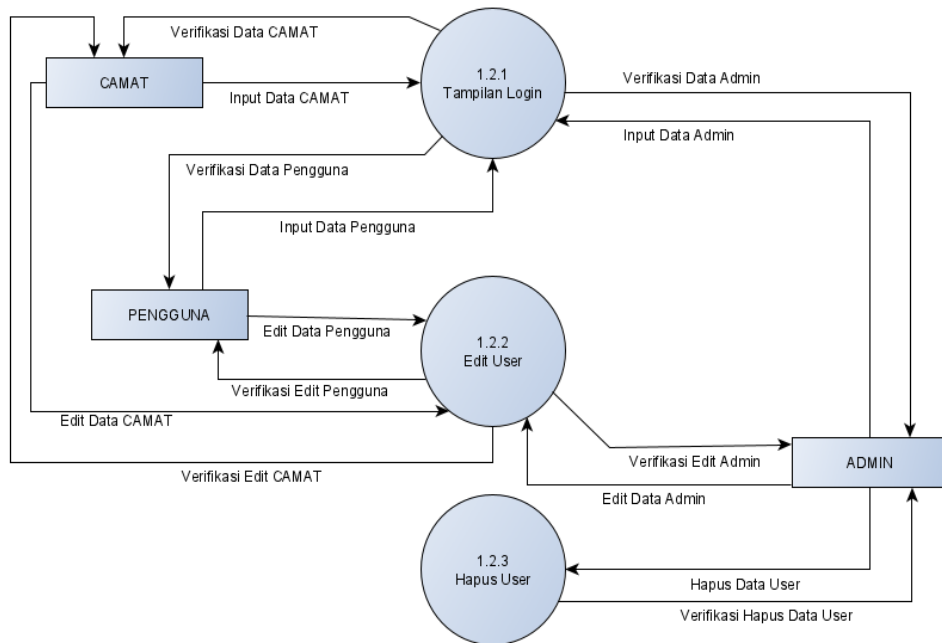 Verifikasi Data CAMAT
CAMAT
Input Data CAMAT
1.2.1
Tampilan Login
Verifikasi Data Admin
Input Data Admin
Verifikasi Data Pengguna
Input Data Pengguna
PENGGUNA
Edit Data Pengguna
1.2.2
Edit User
Verifikasi Edit Pengguna
Edit Data CAMAT
Verifikasi Edit CAMAT
Verifikasi Edit Admin
ADMIN
Edit Data Admin
1.2.3
Hapus User
Hapus Data User
Verifikasi Hapus Data User